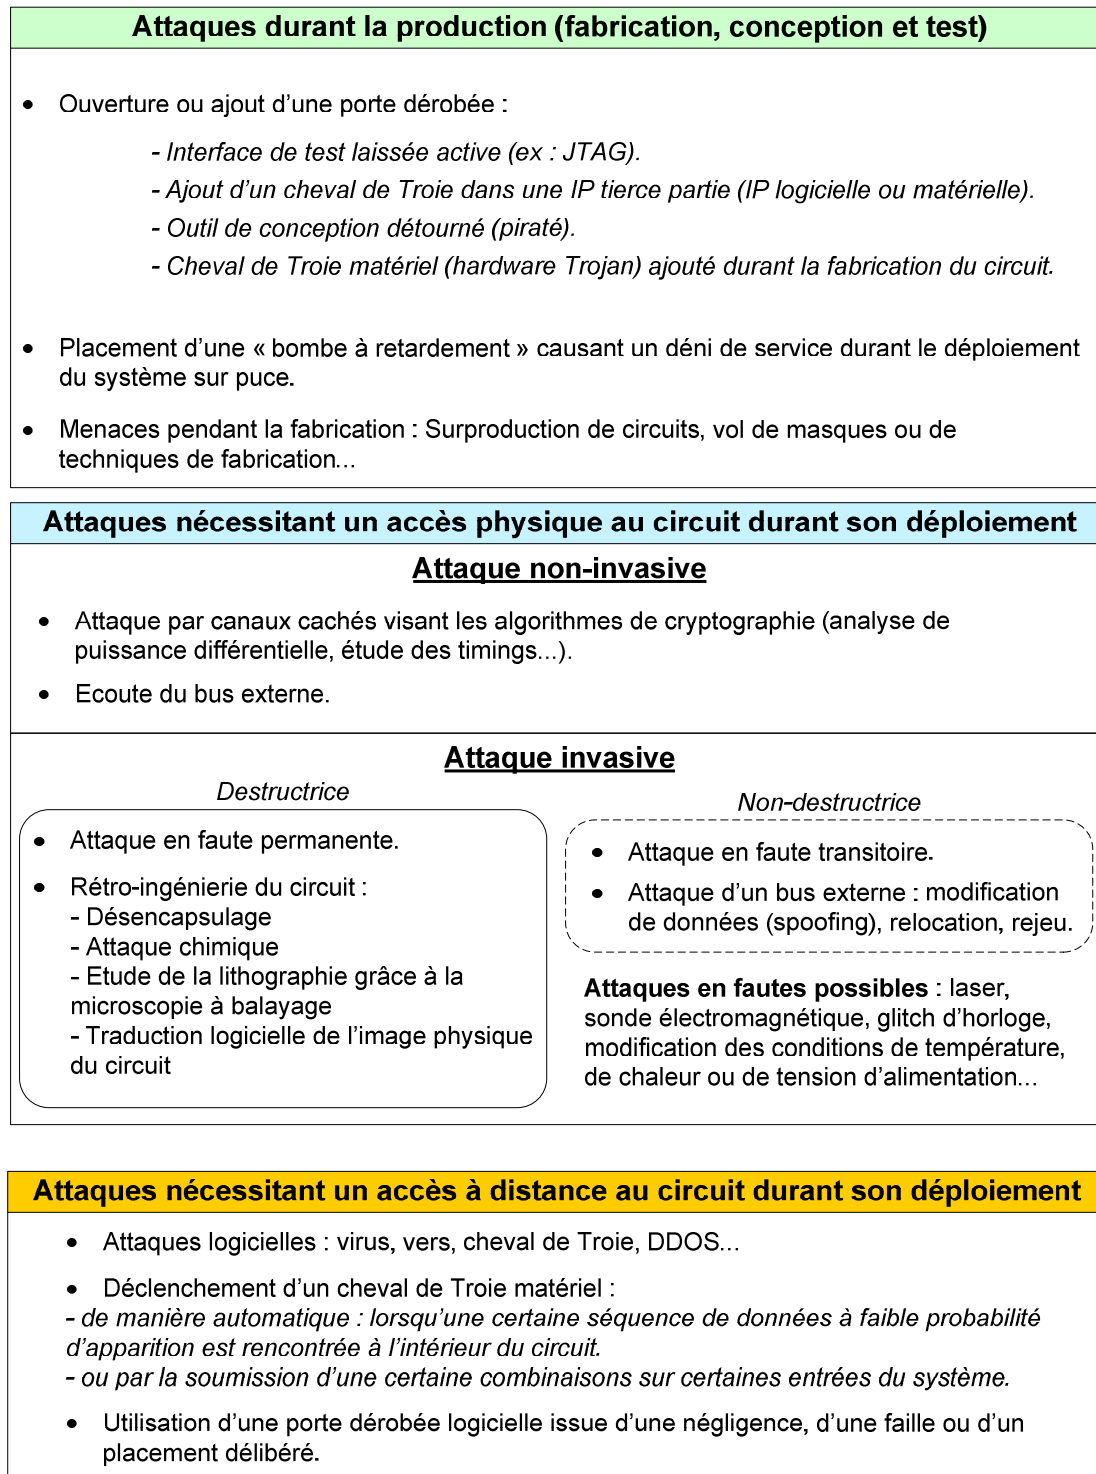 Attaques durant la production (fabrication, conception et test)
• Ouverture ou ajout d’une porte dérobée :
- Interface de test laissée active (ex : JTAG).
- Ajout d’un cheval de Troie dans une IP tierce partie (IP logicielle ou matérielle).
- Outil de conception détourné (piraté).
- Cheval de Troie matériel (hardware Trojan) ajouté durant la fabrication du circuit.
• Placement d’une « bombe à retardement » causant un déni de service durant le déploiement
du système sur puce.
• Menaces pendant la fabrication : Surproduction de circuits, vol de masques ou de
techniques de fabrication...
Attaques nécessitant un accès physique au circuit durant son déploiement
Attaque non-invasive
• Attaque par canaux cachés visant les algorithmes de cryptographie (analyse de
puissance différentielle, étude des timings...).
• Ecoute du bus externe.
Attaque invasive
Destructrice
• Attaque en faute permanente.
• Rétro-ingénierie du circuit :
- Désencapsulage
- Attaque chimique
- Etude de la lithographie grâce à la
microscopie à balayage
- Traduction logicielle de l’image physique
du circuit
Non-destructrice
• Attaque en faute transitoire.
• Attaque d’un bus externe : modification
de données (spoofing), relocation, rejeu.
Attaques en fautes possibles : laser,
sonde électromagnétique, glitch d’horloge,
modification des conditions de température,
de chaleur ou de tension d’alimentation...
Attaques nécessitant un accès à distance au circuit durant son déploiement
• Attaques logicielles : virus, vers, cheval de Troie, DDOS...
• Déclenchement d’un cheval de Troie matériel :
- de manière automatique : lorsqu’une certaine séquence de données à faible probabilité
d’apparition est rencontrée à l’intérieur du circuit.
- ou par la soumission d’une certaine combinaisons sur certaines entrées du système.
• Utilisation d’une porte dérobée logicielle issue d’une négligence, d’une faille ou d’un
placement délibéré.